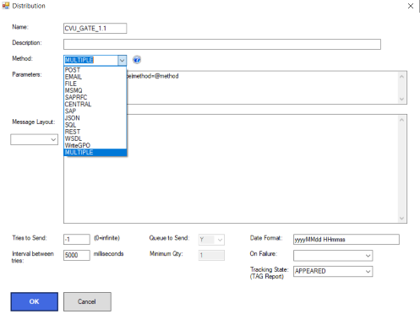 Distribution
Name: CVU_GATE_1.1
Description:
Method: MULTIPLE
POST
EMAIL
FILE
MSMQ
SAPRFC
CENTRAL
SAP
JSON
SQL
REST
WSDL
WriteGPO
MULTIPLE
Parameters: method=@method
Message Layout:
Tries to Send: -1 (0=infinite) Queue to Send: Y Date Format: yyyyMMdd HHmmss
Interval between tries: 5000 miliseconds Minimum Qty: 1 On Failure:
Tracking State: (TAG Report) APPEARED
OK Cancel